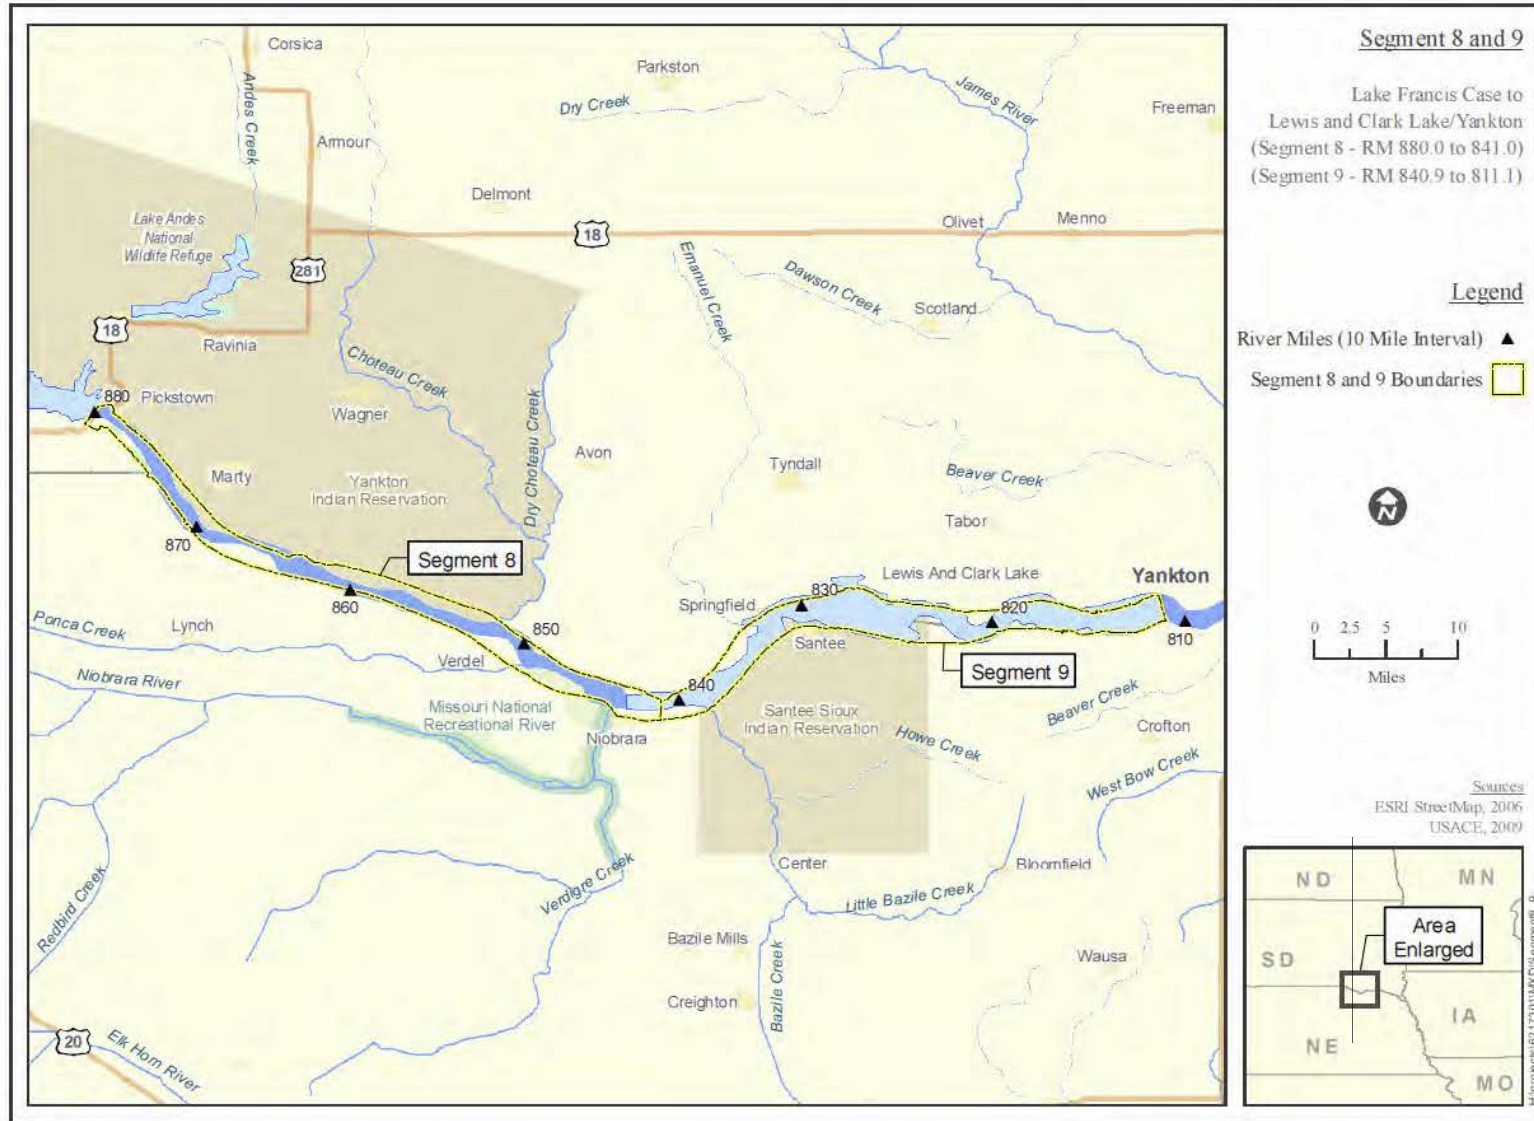 Segment 8 and 9
Lake Francis Case to
Lewis and Clark Lake/Yankton
(Segment 8 - RM 880.0 to 841.0)
(Segment 9 - RM 840.9 to 811.1)
Legend
River Miles (10 Mile Interval)
Segment 8 and 9 Boundaries
N
0 2.5 5 10
Miles
Sources
ESRI StreetMap, 2006
USACE, 2009
Corsica
Parkston
Andes Creek
Dry Creek
James River
Freeman
Armour
Delmont
Lake Andes
National
Wildlife Refuge
Olivet
Menno
18
281
Emanuel Creek
Dawson Creek
Scotland
18
Ravinia
Choteau Creek
880
Pickstown
Wagner
Dry Choteau Creek
Avon
Tyndall
Beaver Creek
Marty
Yankton
Indian Reservation
Tabor
870
Segment 8
Lewis And Clark Lake
Yankton
860
Springfield
830
820
810
Ponca Creek
Lynch
850
Verdel
Santee
Segment 9
Niobrara River
840
Missouri National
Recreational River
Santee Sioux
Indian Reservation
Beaver Creek
Crofton
Niobrara
Howe Creek
West Bow Creek
Redbird Creek
Verdigre Creek
Center
Bloomfield
Little Bazile Creek
Bazile Mills
Wausa
Bazile Creek
Creighton
20
Elk Horn River
ND
MN
Area
Enlarged
SD
IA
NE
MO